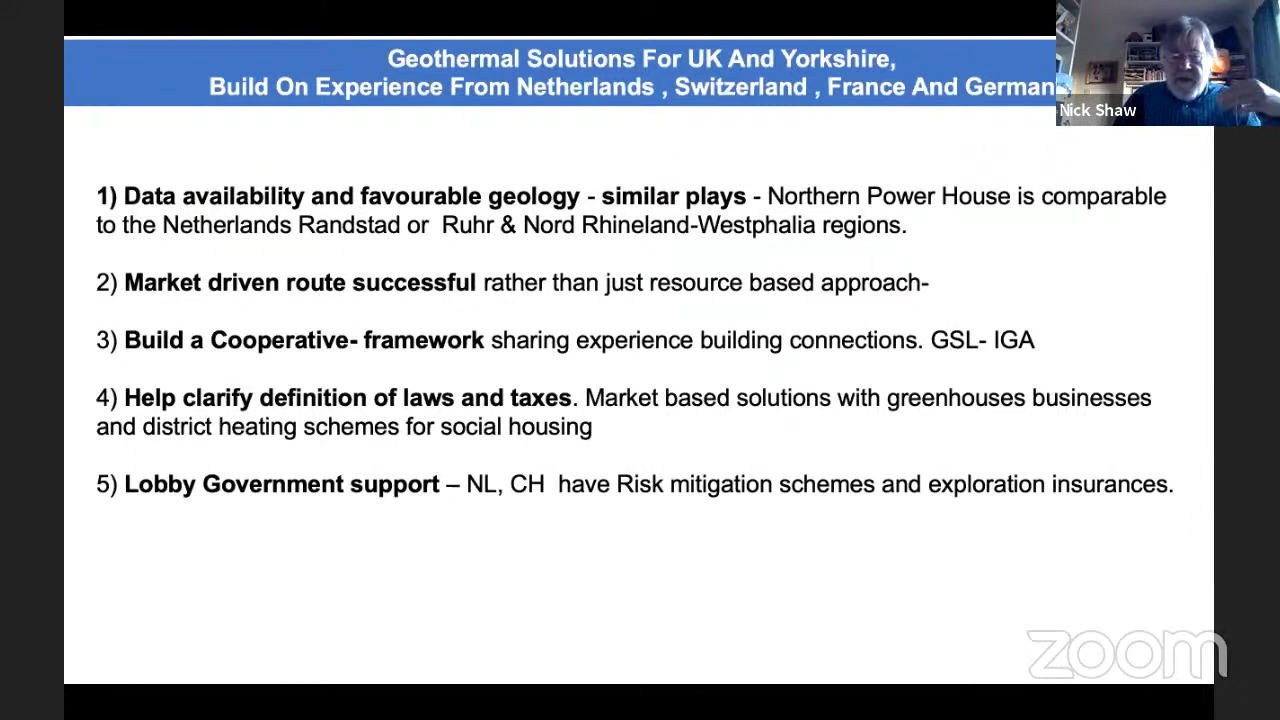 Geothermal Solutions For UK And Yorkshire,
Build On Experience From Netherlands , Switzerland , France And German
Nick Shaw
1) Data availability and favourable geology - similar plays - Northern Power House is comparable
to the Netherlands Randstad or Ruhr & Nord Rhineland-Westphalia regions.
2) Market driven route successful rather than just resource based approach-
3) Build a Cooperative- framework sharing experience building connections. GSL- IGA
4) Help clarify definition of laws and taxes. Market based solutions with greenhouses businesses
and district heating schemes for social housing
5) Lobby Government support – NL, CH have Risk mitigation schemes and exploration insurances.
zoom